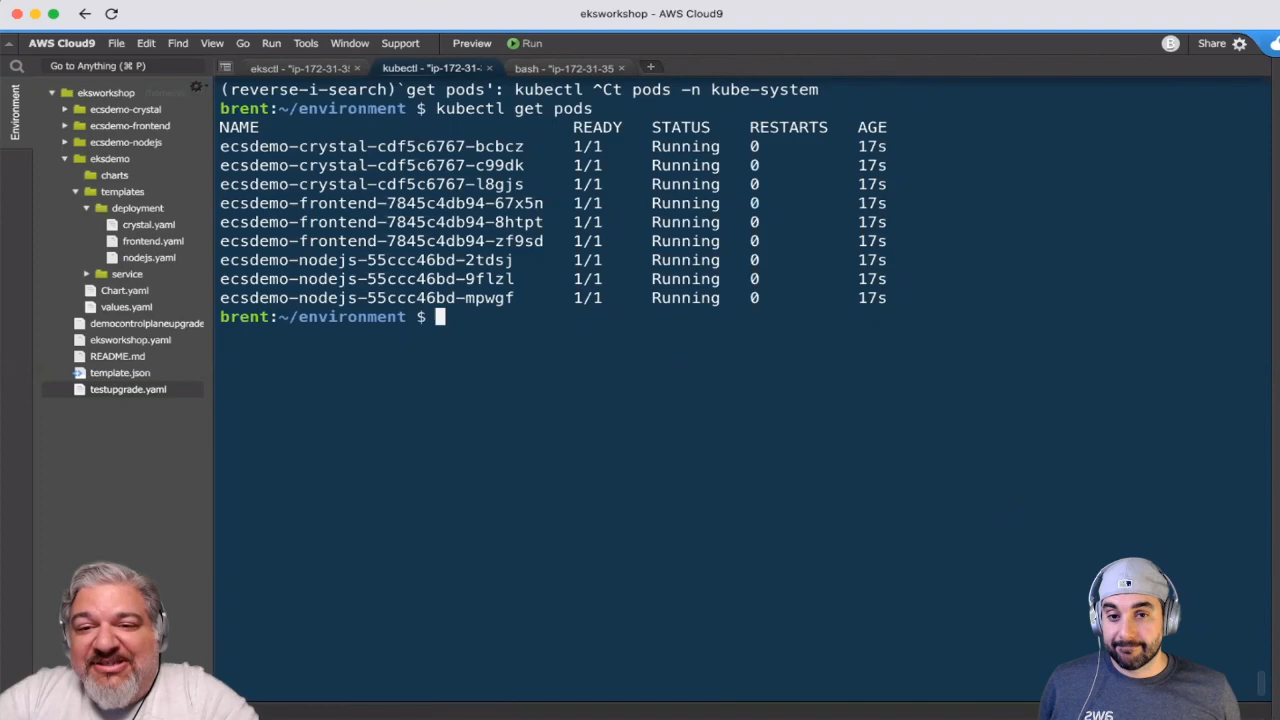 eksworkshop - AWS Cloud9
AWS Cloud9 File Edit Find View Go Run Tools Window Support Preview Run B Share
Go to Anything (⌘ P)
eksctl - "ip-172-31-3! × kubectl - "ip-172-31-: × bash - "ip-172-31-35 ×
Environment
eksworkshop
ecsdemo-crystal
ecsdemo-frontend
ecsdemo-nodejs
eksdemo
charts
templates
deployment
crystal.yaml
frontend.yaml
nodejs.yaml
service
Chart.yaml
values.yaml
democontrolplaneupgrade
eksworkshop.yaml
README.md
template.json
testupgrade.yaml
(reverse-i-search)`get pods': kubectl ^Ct pods -n kube-system
brent:~/environment $ kubectl get pods
NAME READY STATUS RESTARTS AGE
ecsdemo-crystal-cdf5c6767-bcbcz 1/1 Running 0 17s
ecsdemo-crystal-cdf5c6767-c99dk 1/1 Running 0 17s
ecsdemo-crystal-cdf5c6767-l8gjs 1/1 Running 0 17s
ecsdemo-frontend-7845c4db94-67x5n 1/1 Running 0 17s
ecsdemo-frontend-7845c4db94-8htpt 1/1 Running 0 17s
ecsdemo-frontend-7845c4db94-zf9sd 1/1 Running 0 17s
ecsdemo-nodejs-55ccc46bd-2tdsj 1/1 Running 0 17s
ecsdemo-nodejs-55ccc46bd-9flzl 1/1 Running 0 17s
ecsdemo-nodejs-55ccc46bd-mpwgf 1/1 Running 0 17s
brent:~/environment $
aws